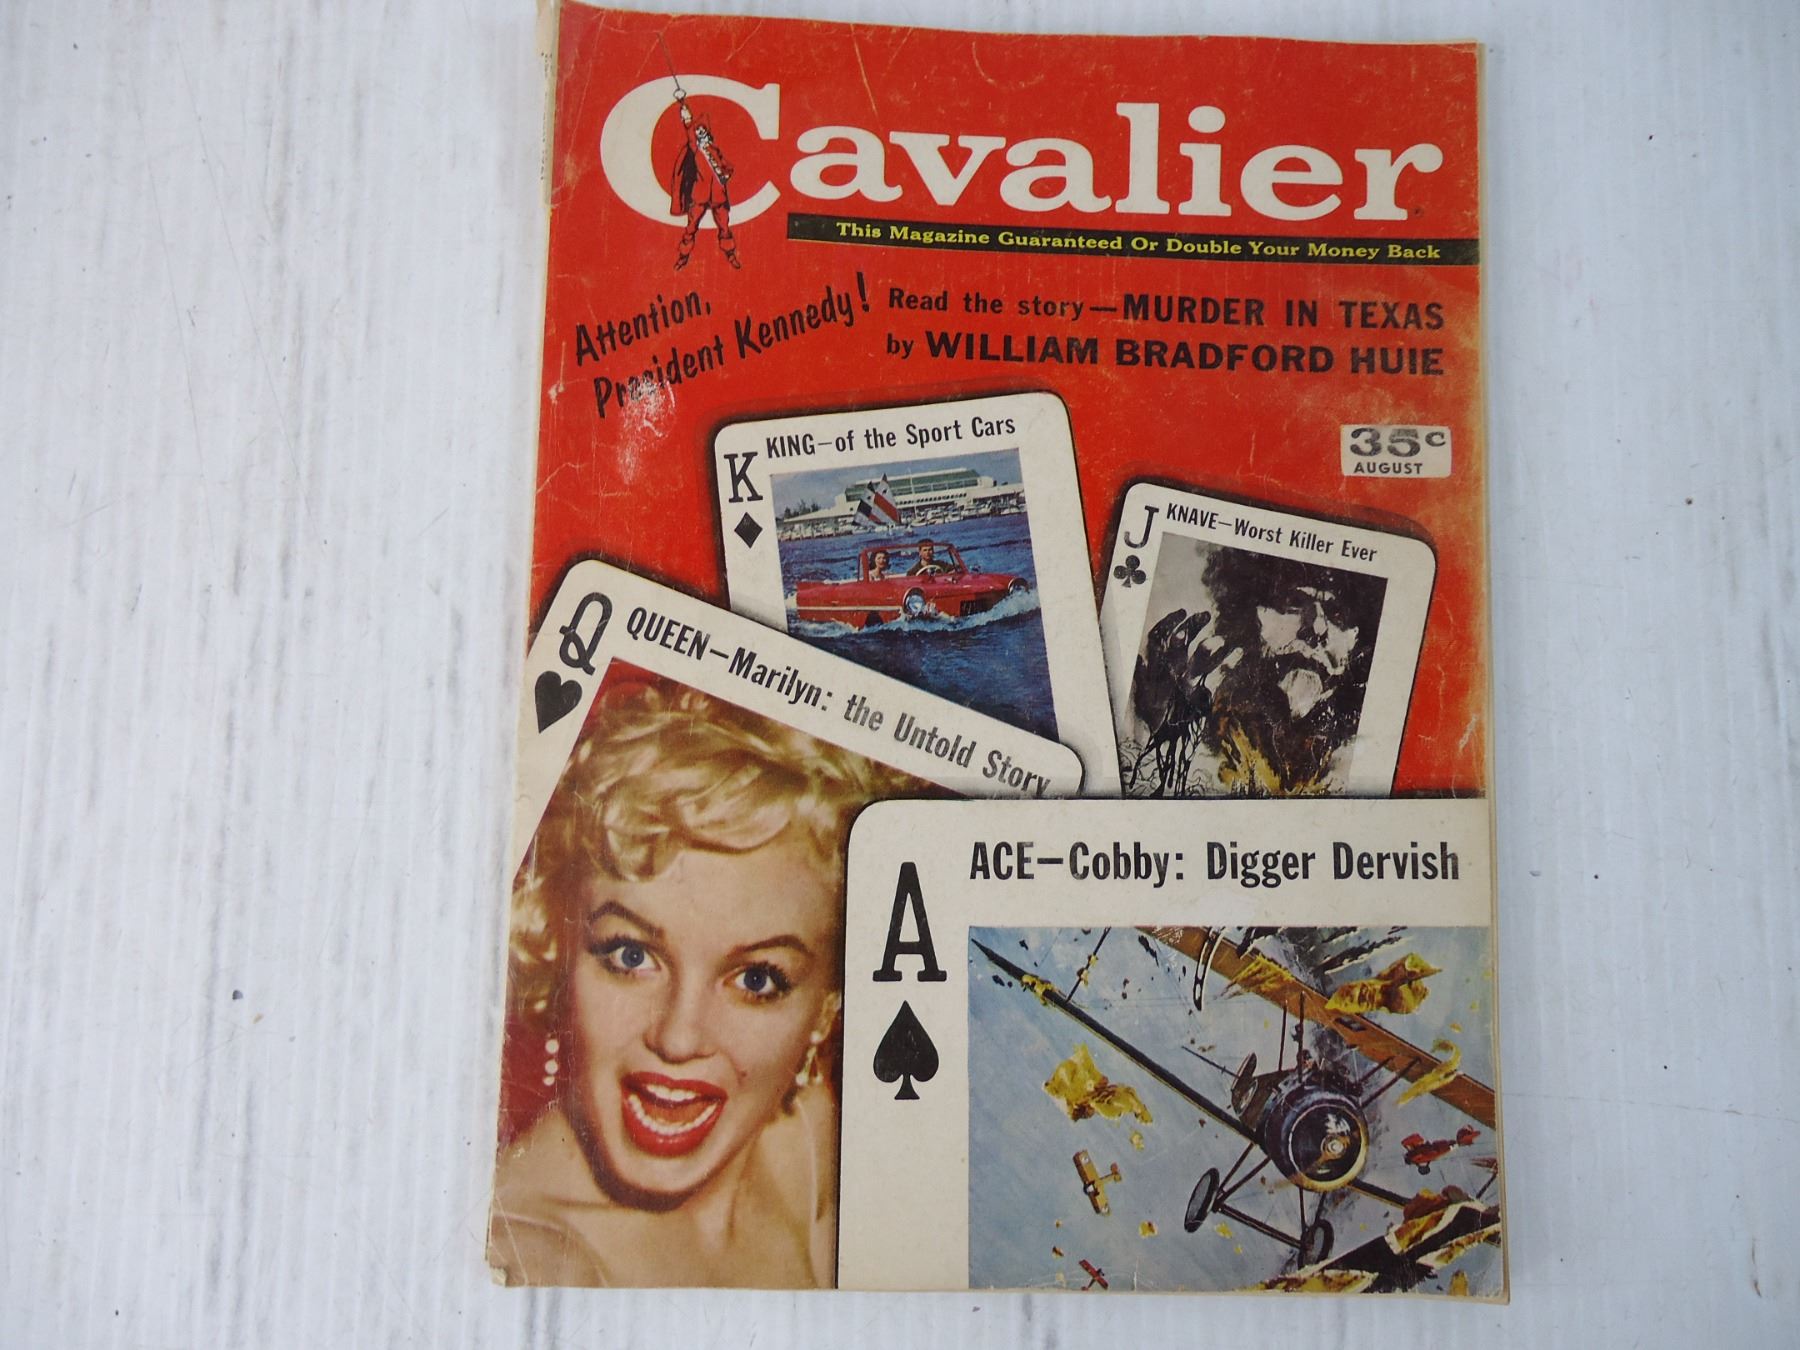 Cavalier
This Magazine Guaranteed Or Double Your Money Back
Attention,
President Kennedy!
Read the story—MURDER IN TEXAS
by WILLIAM BRADFORD HUIE
35c
AUGUST
K
KING—of the Sport Cars
J
KNAVE—Worst Killer Ever
Q
QUEEN—Marilyn: the Untold Story
A
ACE—Cobby: Digger Dervish